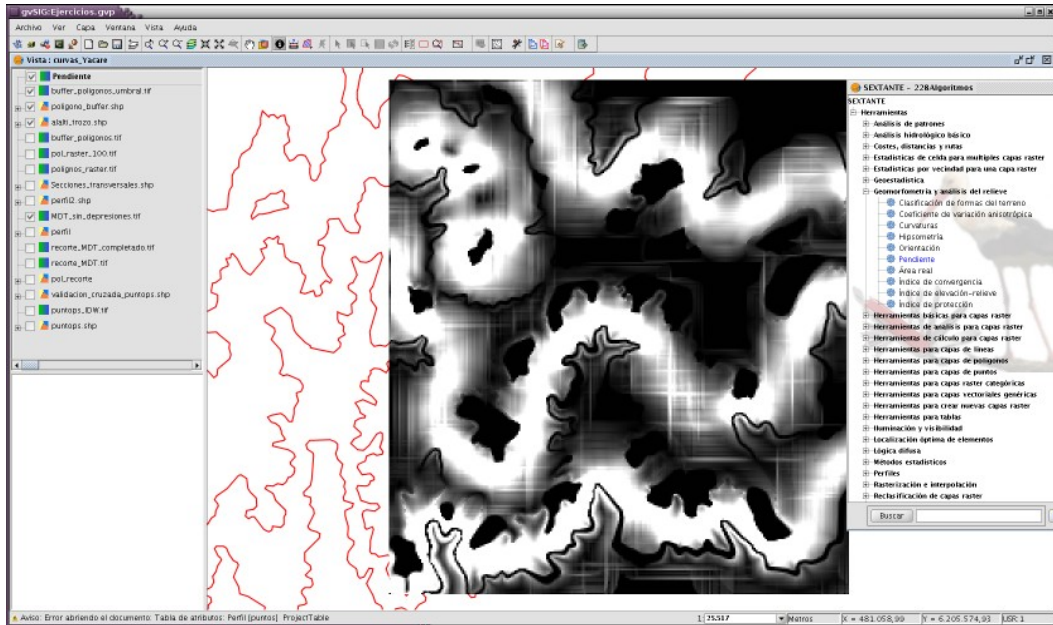 gvSIG:Ejercicios.gvp
Archivo Ver Capa Ventana Vista Ayuda
Vista : curvas_Yacare
Pendiente
buffer_poligonos_umbral.tif
poligono_buffer.shp
alaki_trozo.shp
buffer_poligonos.tif
pol_raster_100.tif
polignos_raster.tif
Secciones_transversales.shp
perfil2.shp
MDT_sin_depresiones.tif
perfil
recorte_MDT_completado.tif
recorte_MDT.tif
pol_recorte
validacion_cruzada_puntops.shp
puntops_IDW.tif
puntops.shp
SEXTANTE - 228Algoritmos
SEXTANTE
Herramientas
Análisis de patrones
Análisis hidrológico básico
Costes, distancias y rutas
Estadísticas de celda para multiples capas raster
Estadísticas por vecindad para una capa raster
Geoestadística
Geomorfometría y análisis del relieve
Clasificación de formas del terreno
Coeficiente de variación anisotrópica
Curvaturas
Hipsometría
Orientación
Pendiente
Área real
Índice de convergencia
Índice de elevación-relieve
Índice de protección
Herramientas básicas para capas raster
Herramientas de análisis para capas raster
Herramientas de cálculo para capas raster
Herramientas para capas de líneas
Herramientas para capas de polígonos
Herramientas para capas de puntos
Herramientas para capas raster categóricas
Herramientas para capas vectoriales genéricas
Herramientas para crear nuevas capas raster
Herramientas para tablas
Iluminación y visibilidad
Localización óptima de elementos
Lógica difusa
Métodos estadísticos
Perfiles
Rasterización e interpolación
Reclasificación de capas raster
Buscar
Aviso: Error abriendo el documento: Tabla de atributos: Perfil [puntos] ProjectTable
1: 25.517
Metros
X = 481.058,99
Y = 6.205.574,93
USR:1